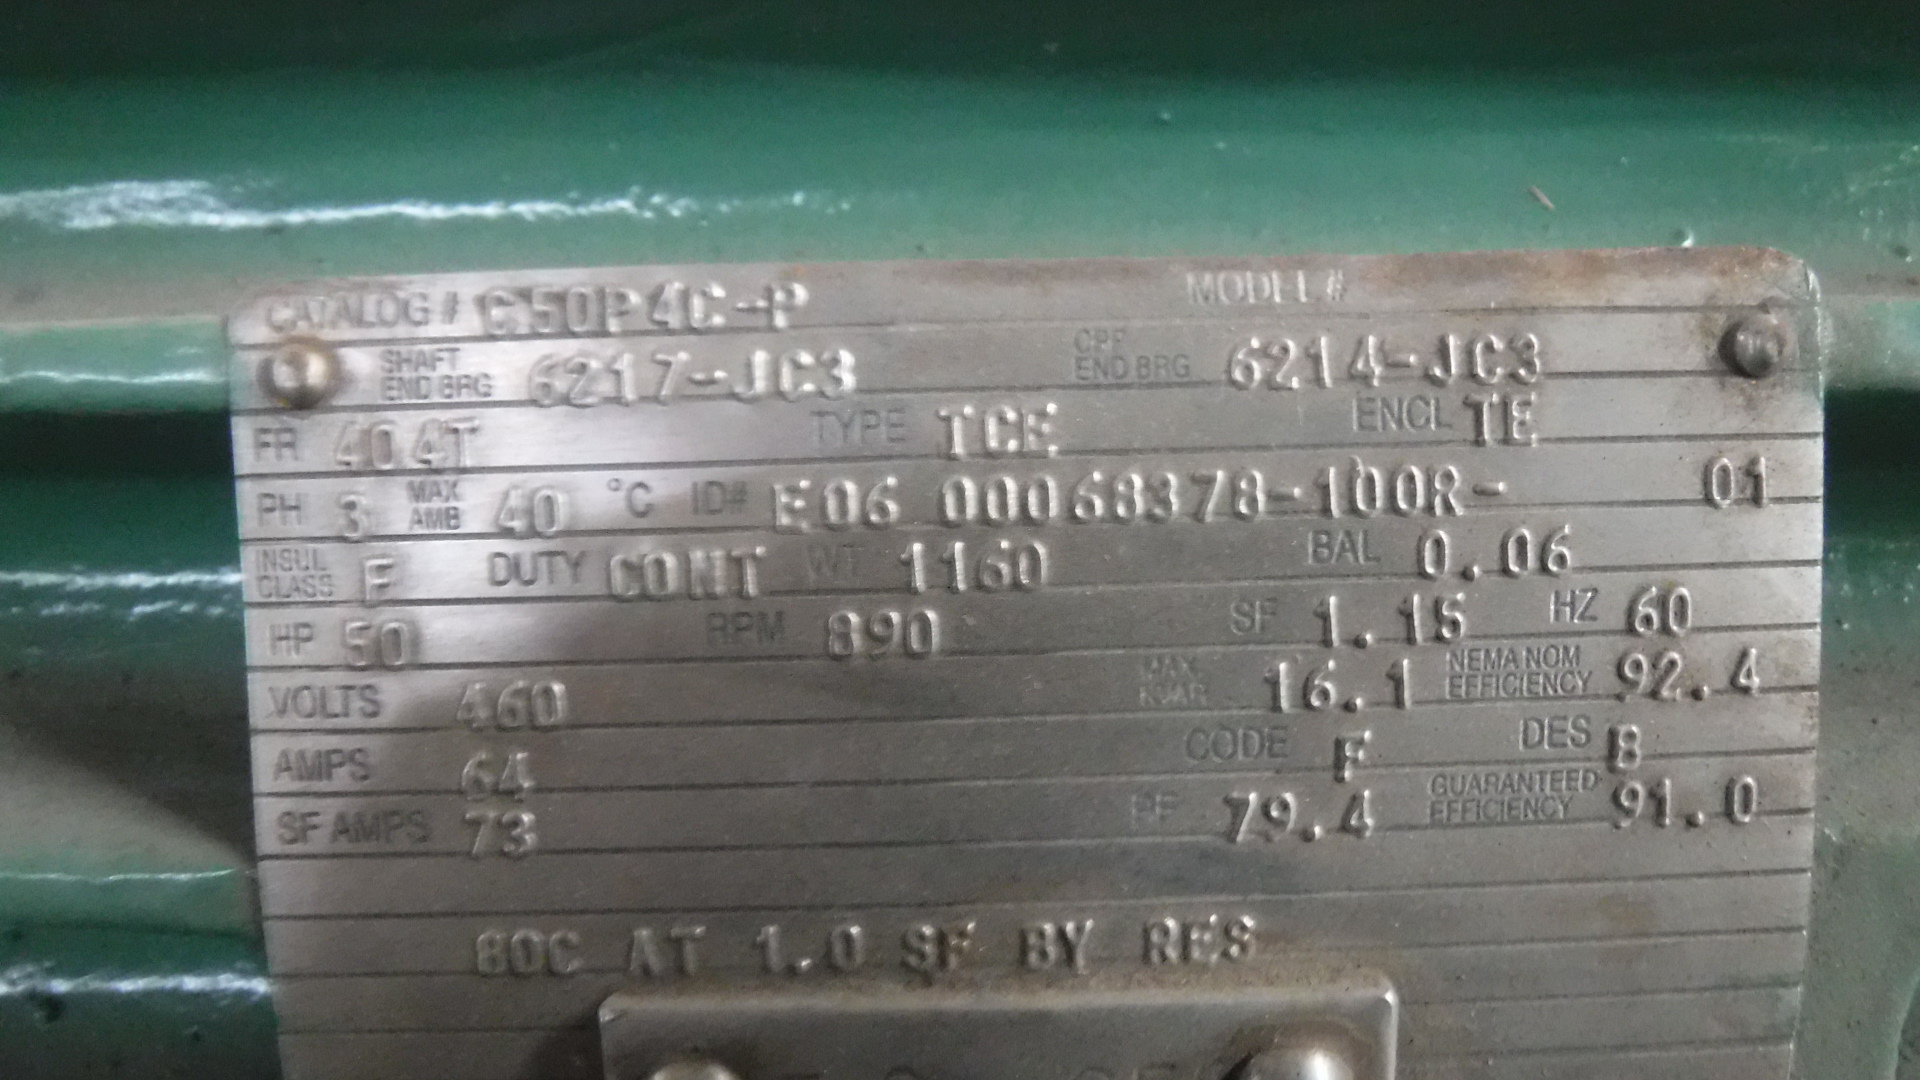 CATALOG # C50P4C-P MODEL #
SHAFT END BRG 6217-JC3 OPP END BRG 6214-JC3
FR 404T TYPE TCE ENCL TE
PH 3 MAX AMB 40 °C ID# E06 00068378-100R- 01
INSUL CLASS F DUTY CONT WT 1160 BAL 0.06
HP 50 RPM 890 SF 1.15 HZ 60
VOLTS 460 MAX KVAR 16.1 NEMA NOM EFFICIENCY 92.4
AMPS 64 CODE F DES B
SF AMPS 73 PF 79.4 GUARANTEED EFFICIENCY 91.0
80C AT 1.0 SF BY RES